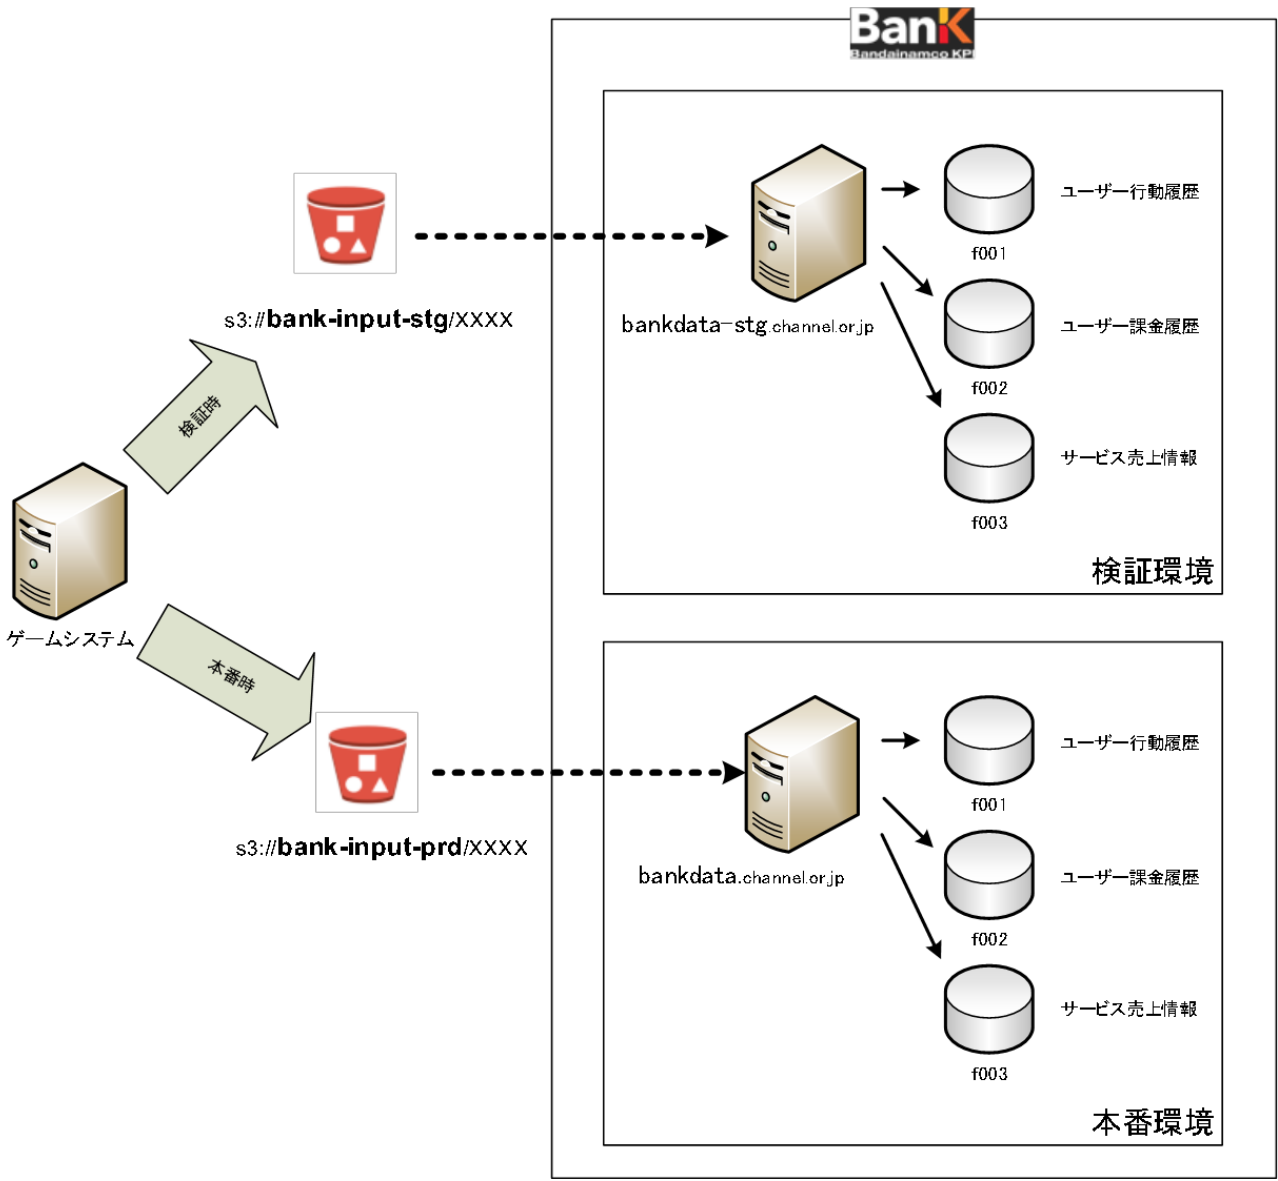 BanK
Bandainamco KPI
ユーザー行動履歴
f001
s3://bank-input-stg/XXXX
bankdata-stg.channel.or.jp
ユーザー課金履歴
f002
検証時
サービス売上情報
f003
検証環境
ゲームシステム
本番時
ユーザー行動履歴
f001
s3://bank-input-prd/XXXX
bankdata.channel.or.jp
ユーザー課金履歴
f002
サービス売上情報
f003
本番環境